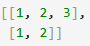 [[1, 2, 3],
[1, 2]]